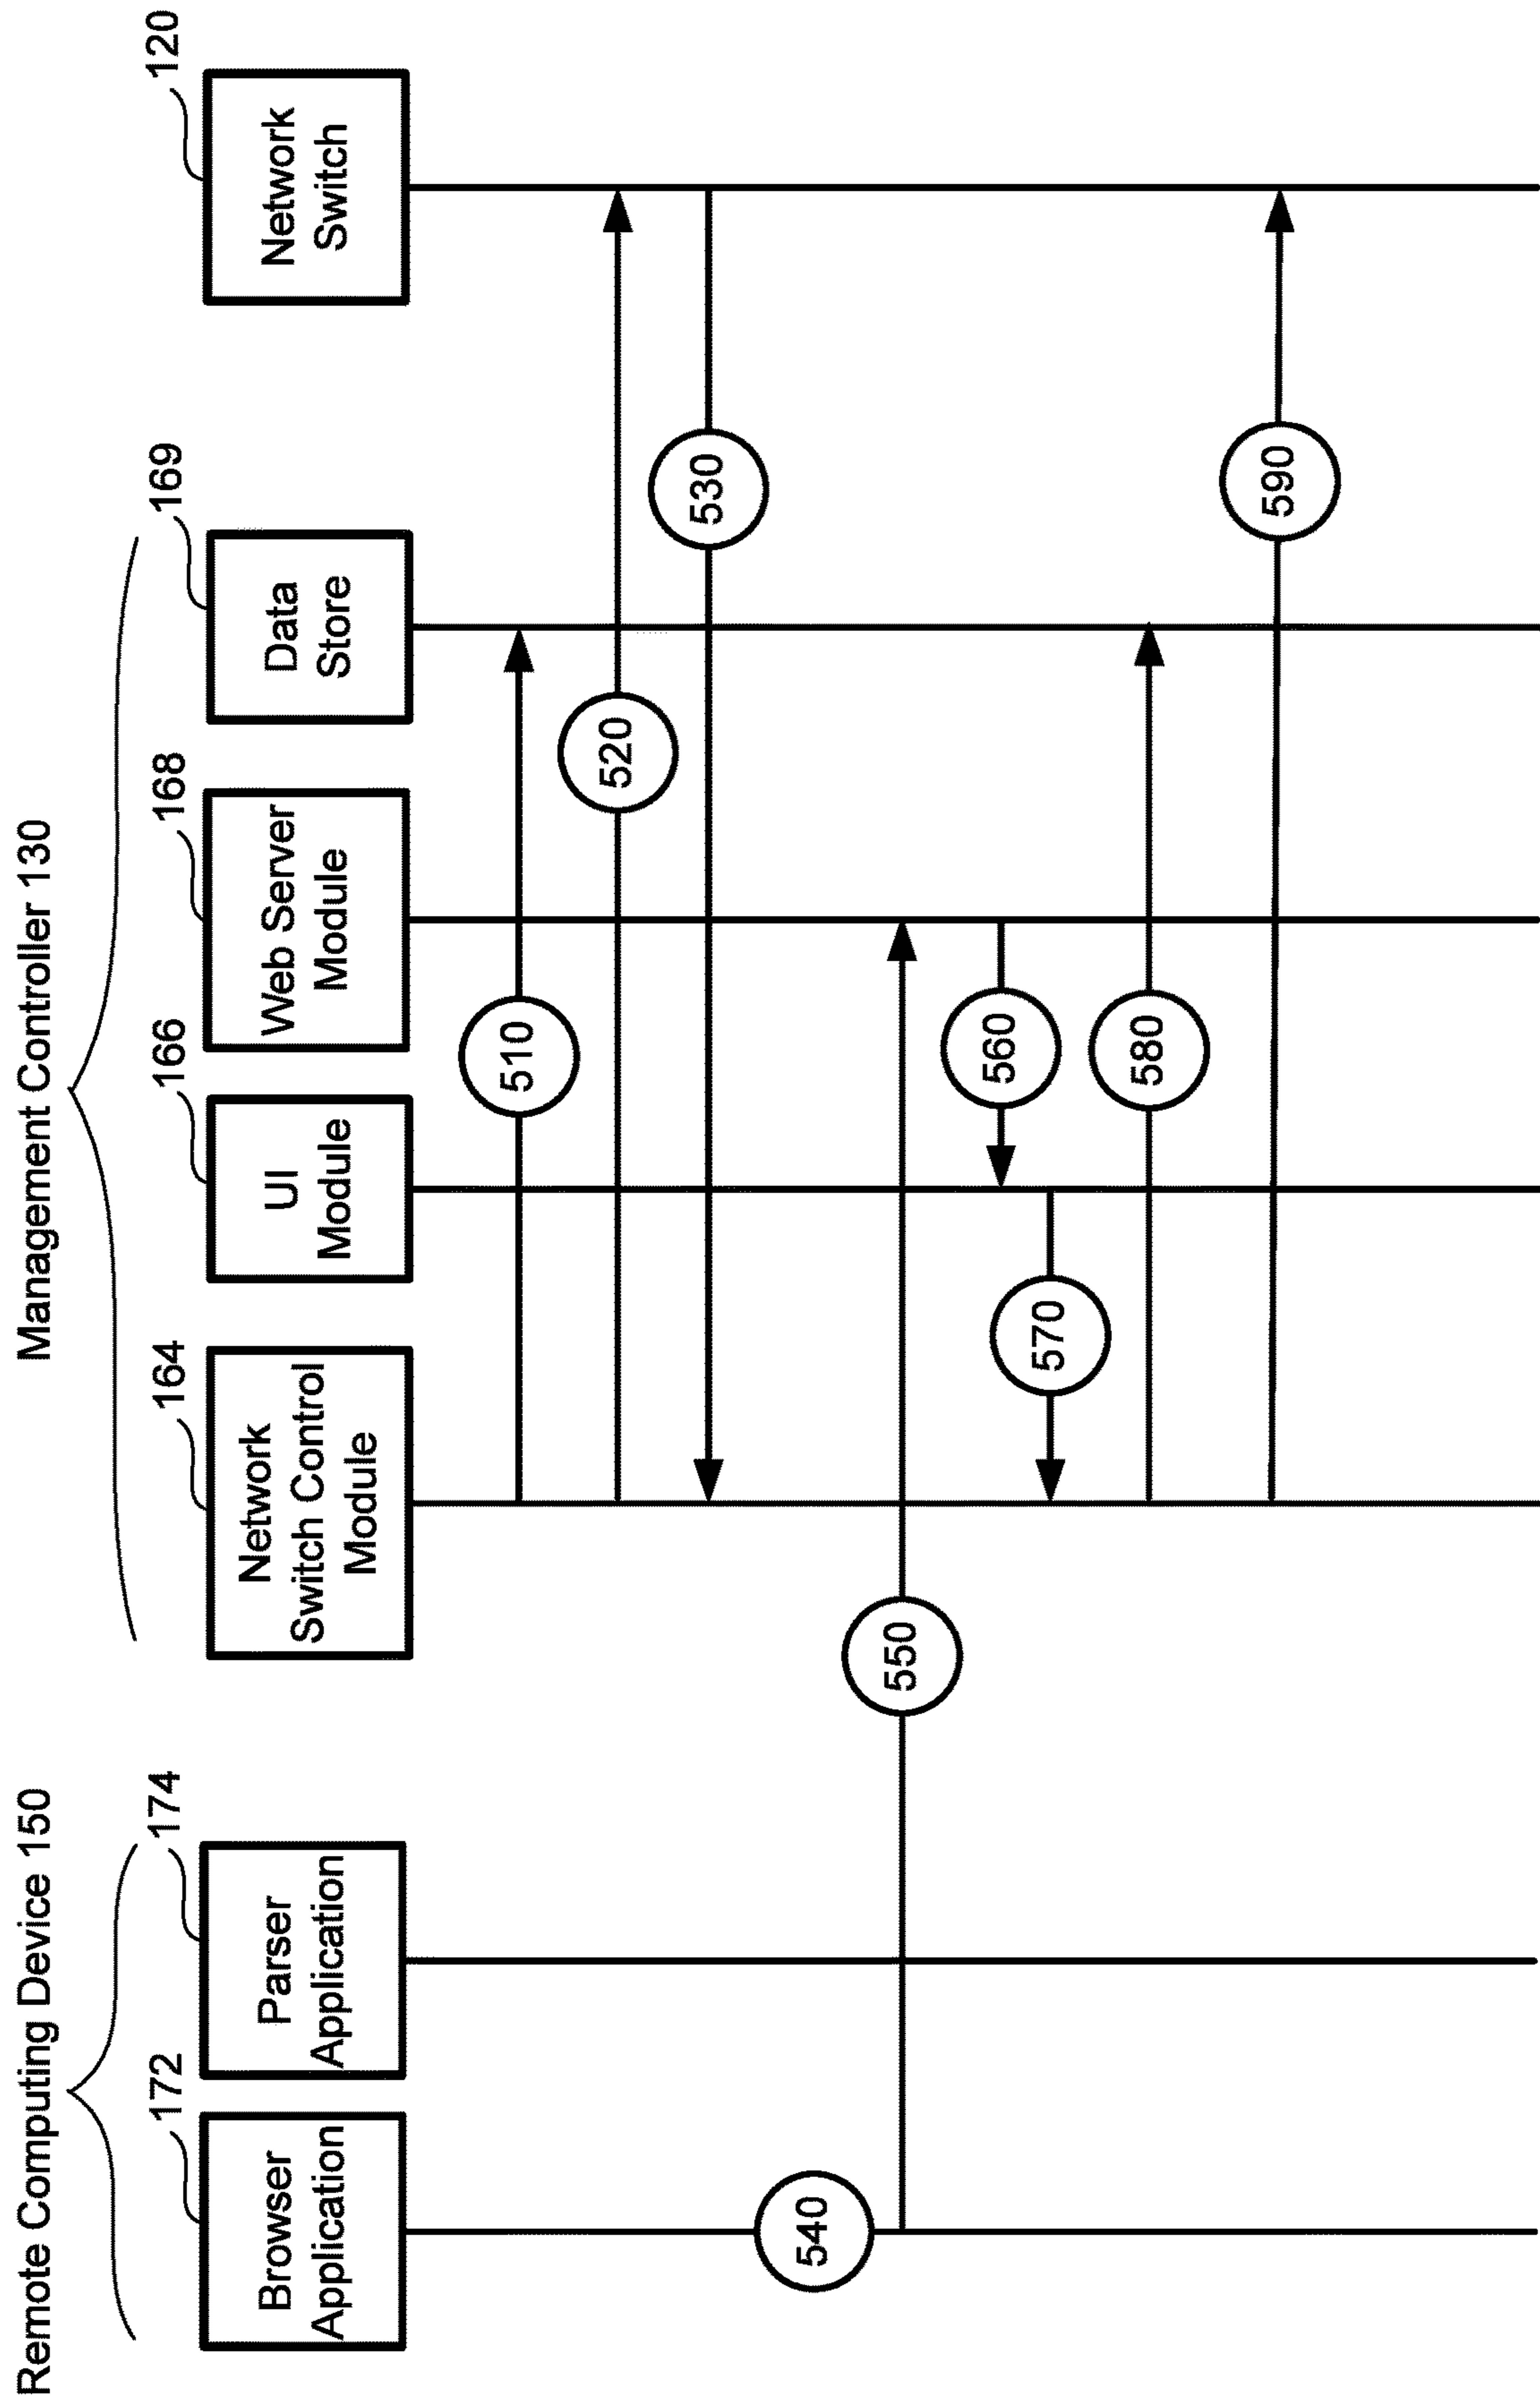 Remote Computing Device 150
Management Controller 130
172
174
164
166
168
169
120
Browser
Application
Parser
Application
Network
Switch Control
Module
UI
Module
Web Server
Module
Data
Store
Network
Switch
510
520
530
540
550
560
570
580
590